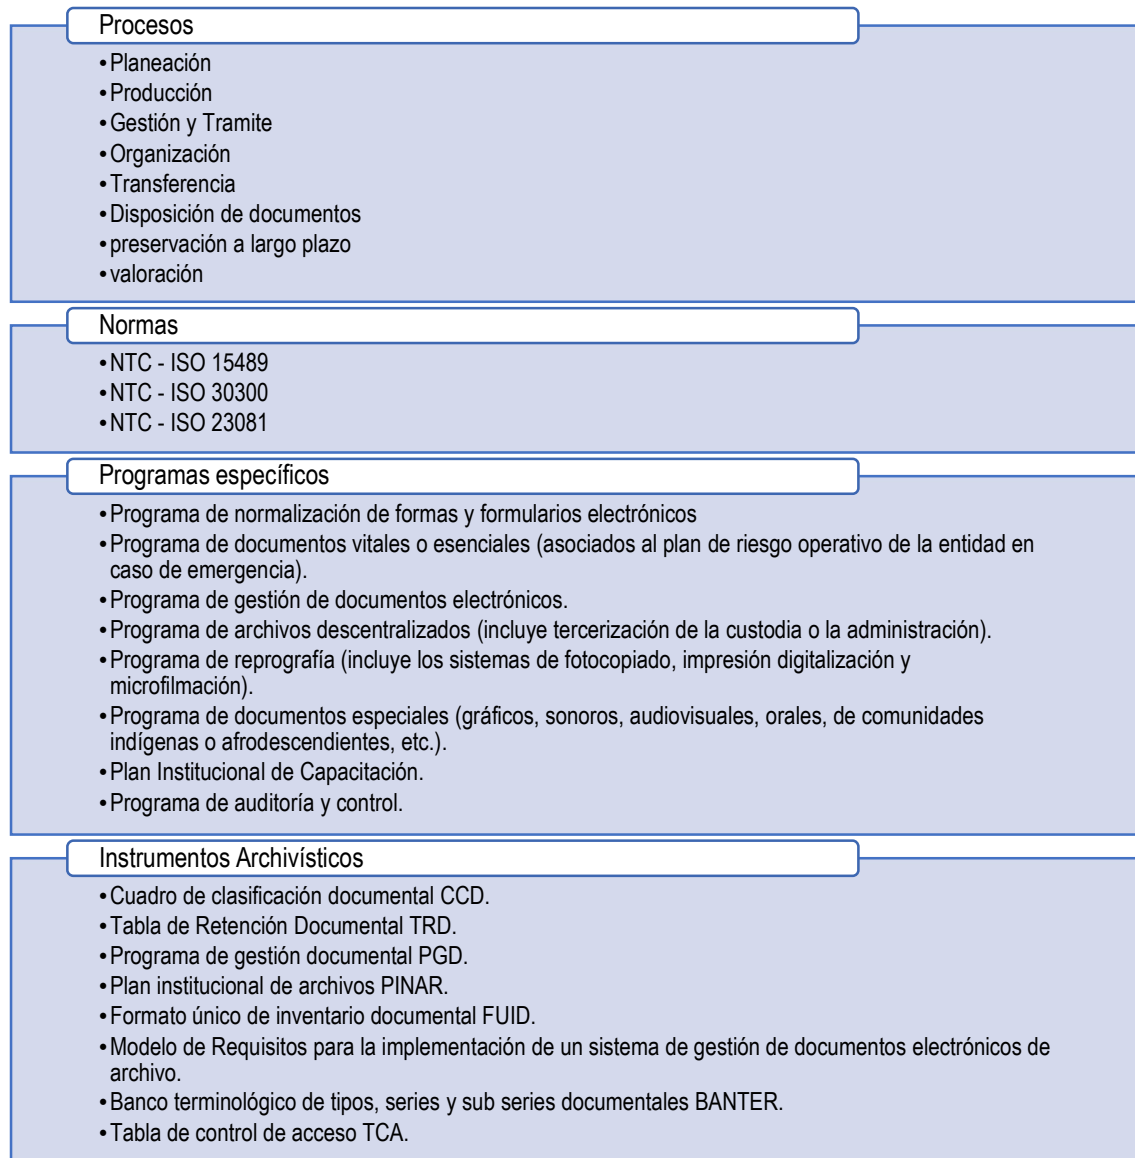 Procesos
•Planeación
•Producción
•Gestión y Tramite
•Organización
•Transferencia
•Disposición de documentos
•preservación a largo plazo
•valoración
Normas
•NTC - ISO 15489
•NTC - ISO 30300
•NTC - ISO 23081
Programas específicos
•Programa de normalización de formas y formularios electrónicos
•Programa de documentos vitales o esenciales (asociados al plan de riesgo operativo de la entidad en
caso de emergencia).
•Programa de gestión de documentos electrónicos.
•Programa de archivos descentralizados (incluye tercerización de la custodia o la administración).
•Programa de reprografía (incluye los sistemas de fotocopiado, impresión digitalización y
microfilmación).
•Programa de documentos especiales (gráficos, sonoros, audiovisuales, orales, de comunidades
indígenas o afrodescendientes, etc.).
•Plan Institucional de Capacitación.
•Programa de auditoría y control.
Instrumentos Archivísticos
•Cuadro de clasificación documental CCD.
•Tabla de Retención Documental TRD.
•Programa de gestión documental PGD.
•Plan institucional de archivos PINAR.
•Formato único de inventario documental FUID.
•Modelo de Requisitos para la implementación de un sistema de gestión de documentos electrónicos de
archivo.
•Banco terminológico de tipos, series y sub series documentales BANTER.
•Tabla de control de acceso TCA.